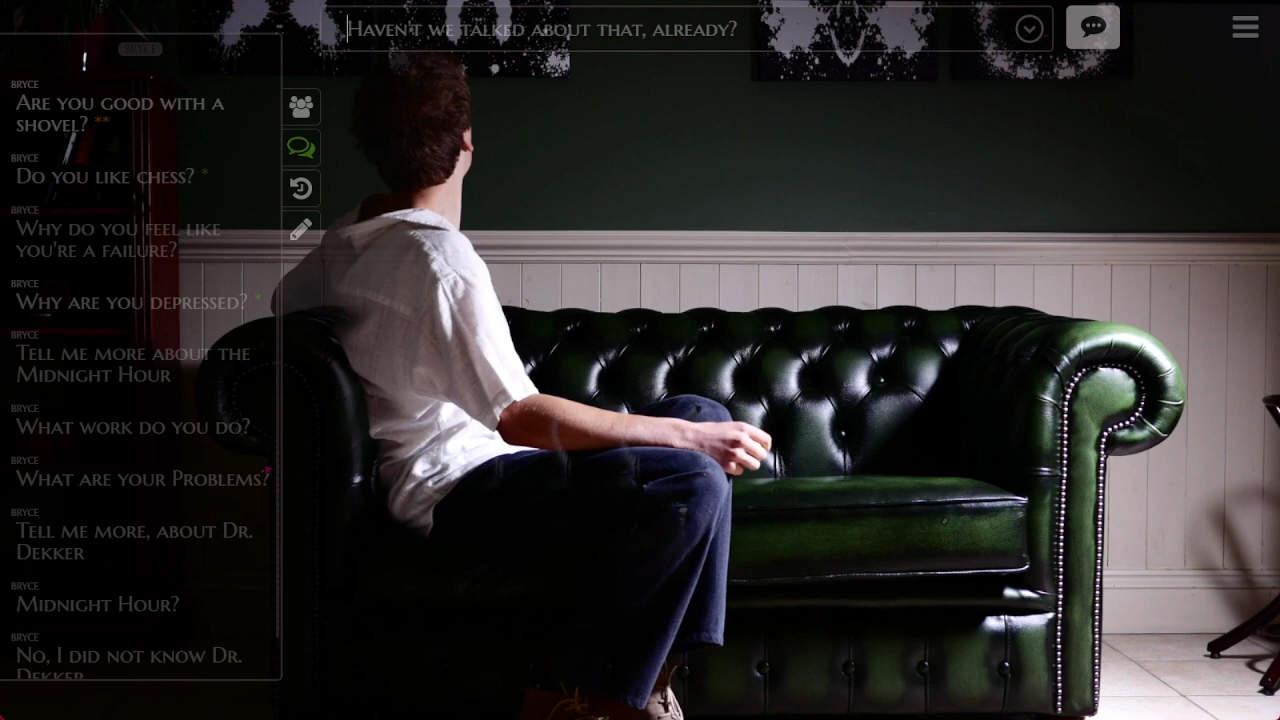 Haven't we talked about that, already?
BRYCE
BRYCE
Are you good with a
shovel? **
BRYCE
Do you like chess? *
BRYCE
Why do you feel like
you're a failure?
BRYCE
Why are you depressed? *
BRYCE
Tell me more about the
Midnight Hour
BRYCE
What work do you do?
BRYCE
What are your Problems?
BRYCE
Tell me more, about Dr.
Dekker
BRYCE
Midnight Hour?
BRYCE
No, I did not know Dr.
Dekker